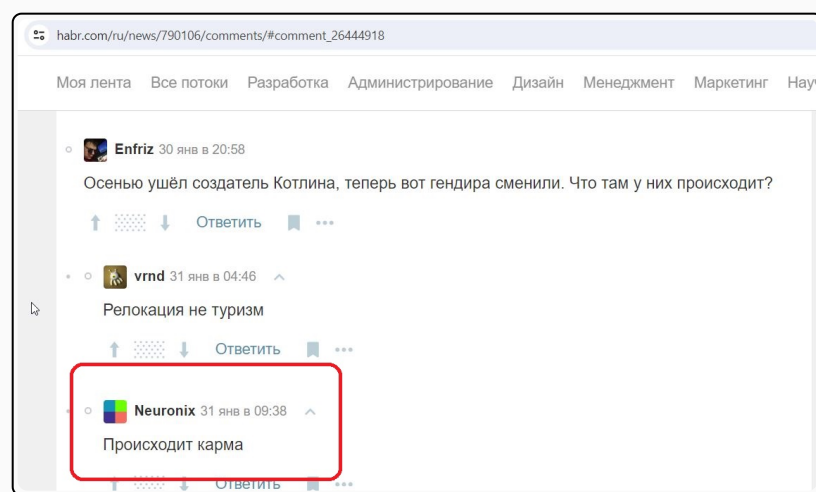 habr.com/ru/news/790106/comments/#comment_26444918
Моя лента Все потоки Разработка Администрирование Дизайн Менеджмент Маркетинг Науч
Enfriz 30 янв в 20:58
Осенью ушёл создатель Котлина, теперь вот гендира сменили. Что там у них происходит?
Ответить
vrnd 31 янв в 04:46
Релокация не туризм
Ответить
Neuronix 31 янв в 09:38
Происходит карма
Ответить